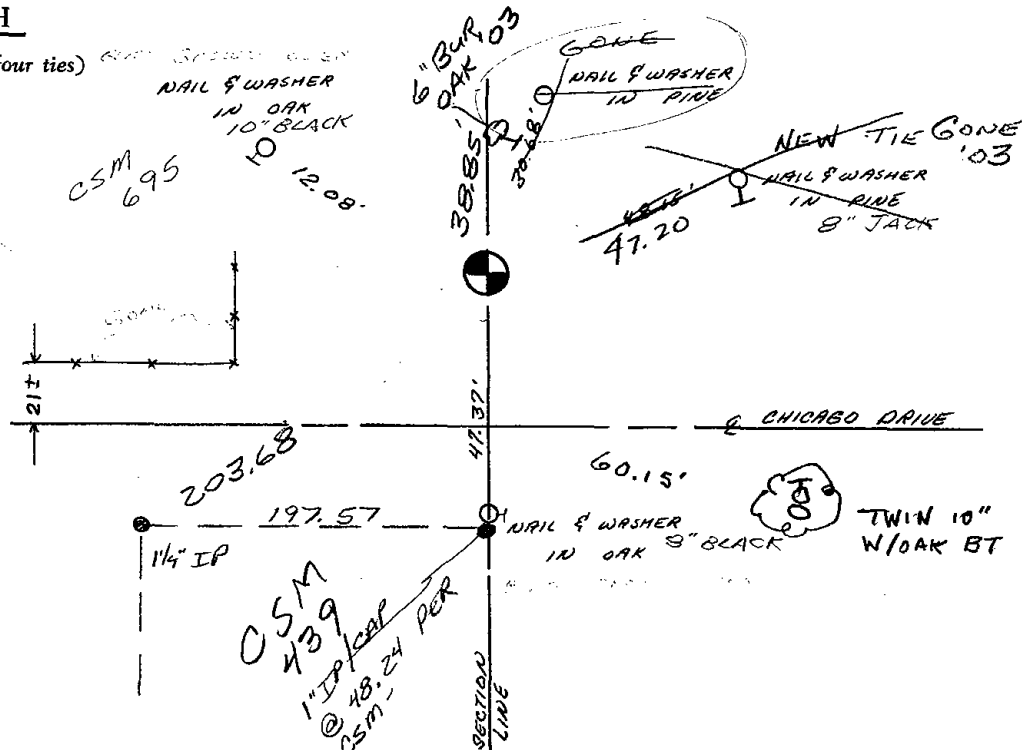 H
four ties)
NAIL & WASHER
IN OAK
10" BLACK
12.08'
CSM
695
6" BUR
OAK '03
38.85'
GONE
NAIL & WASHER
IN PINE
30.68'
NEW TIE GONE
'03
NAIL & WASHER
IN PINE
8" JACK
48.15'
47.20
21±
47.37'
℄ CHICAGO DRIVE
203.68
60.15'
197.57
1¼" IP
NAIL & WASHER
IN OAK 8" BLACK
TWIN 10"
W/OAK BT
CSM
439
1" IP/CAP
@ 48.24 PER
CSM-
SECTION
LINE